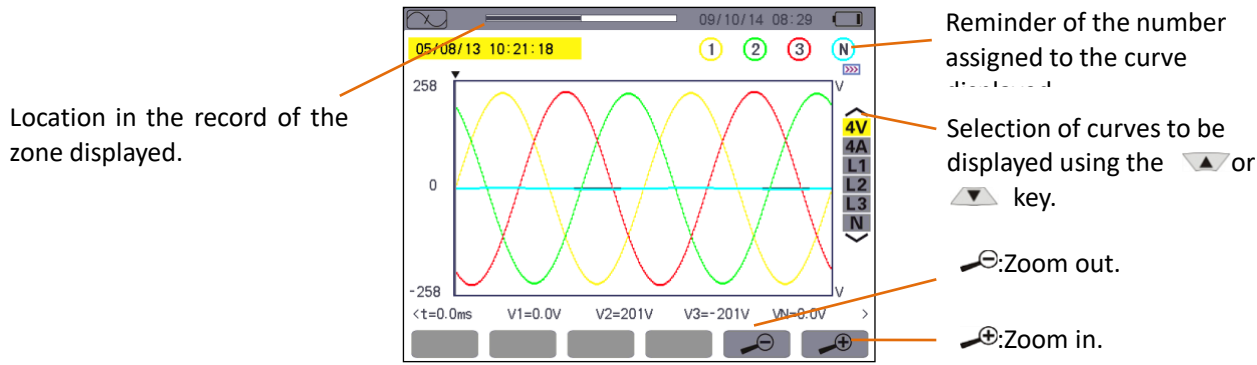 09/10/14 08:29
05/08/13 10:21:18
1 2 3 N
>>>
258
V
4V
4A
L1
L2
L3
N
0
-258
V
<t=0.0ms V1=0.0V V2=201V V3=-201V VN=0.0V >
Location in the record of the
zone displayed.
Reminder of the number
assigned to the curve
Selection of curves to be
displayed using the or
key.
:Zoom out.
:Zoom in.